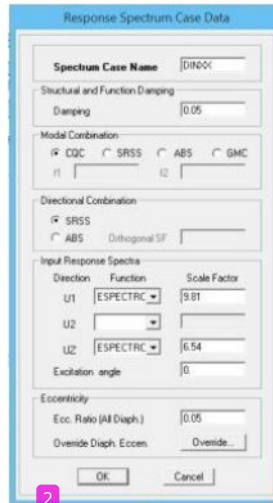 Response Spectrum Case Data
Spectrum Case Name DINXX
Structural and Function Damping
Damping 0.05
Modal Combination
CQC SRSS ABS GMC
f1 f2
Directional Combination
SRSS
ABS Orthogonal SF
Input Response Spectra
Direction Function Scale Factor
U1 ESPECTRC 9.81
U2
UZ ESPECTRC 6.54
Excitation angle 0.
Eccentricity
Ecc. Ratio (All Diaph.) 0.05
Override Diaph. Eccen. Override...
OK Cancel
2